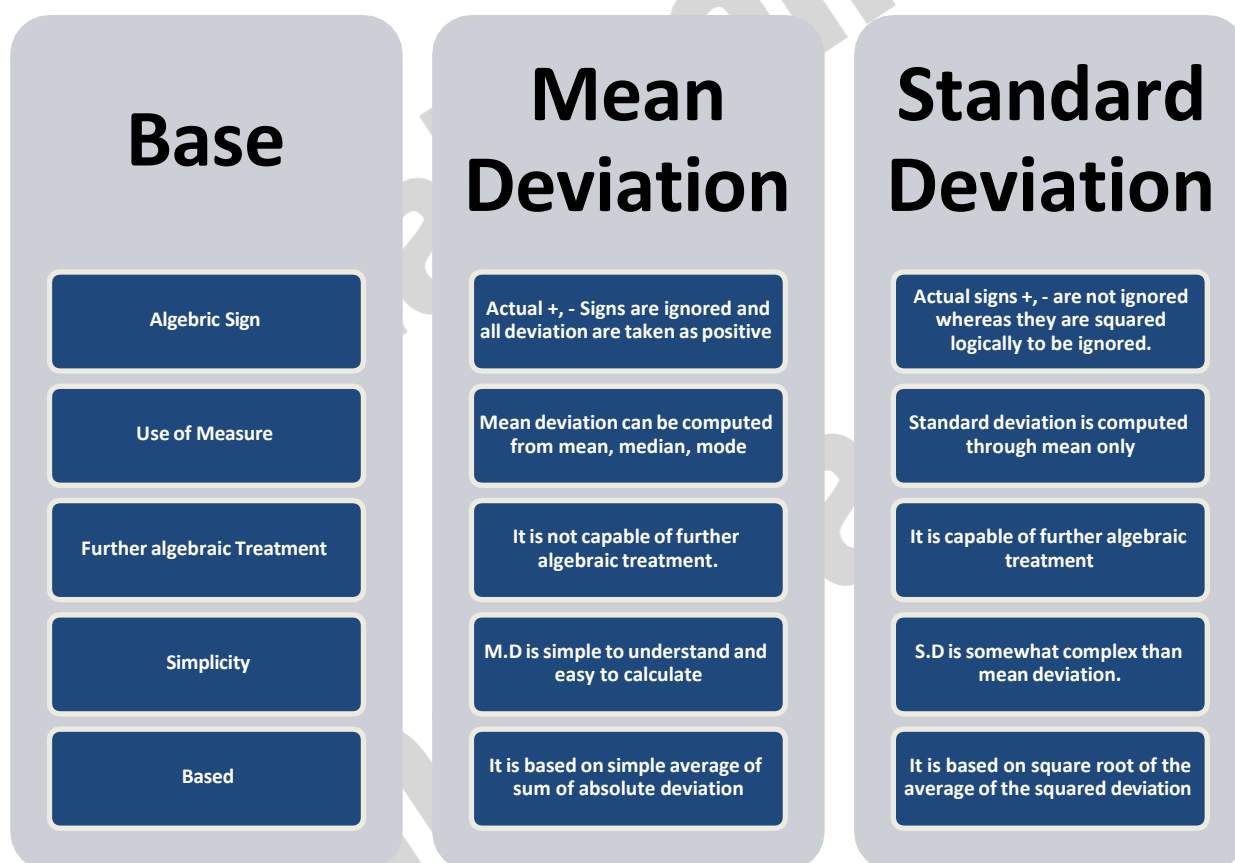 Base
Mean
Deviation
Standard
Deviation
Algebric Sign
Actual +, - Signs are ignored and
all deviation are taken as positive
Actual signs +, - are not ignored
whereas they are squared
logically to be ignored.
Use of Measure
Mean deviation can be computed
from mean, median, mode
Standard deviation is computed
through mean only
Further algebraic Treatment
It is not capable of further
algebraic treatment.
It is capable of further algebraic
treatment
Simplicity
M.D is simple to understand and
easy to calculate
S.D is somewhat complex than
mean deviation.
Based
It is based on simple average of
sum of absolute deviation
It is based on square root of the
average of the squared deviation